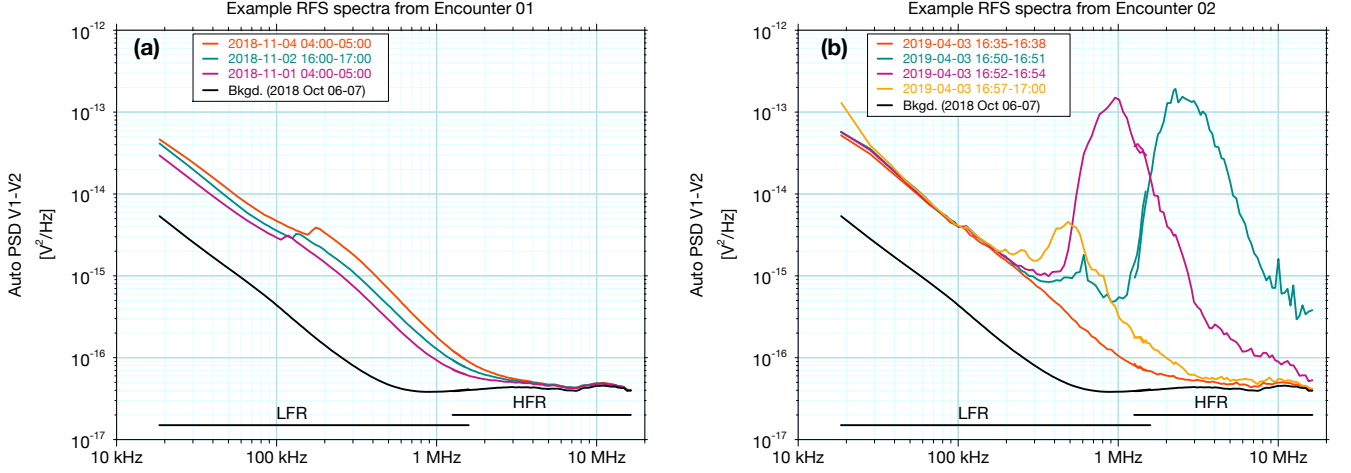 Example RFS spectra from Encounter 01
(a)
2018-11-04 04:00-05:00
2018-11-02 16:00-17:00
2018-11-01 04:00-05:00
Bkgd. (2018 Oct 06-07)
Auto PSD V1-V2
[V²/Hz]
10⁻¹²
10⁻¹³
10⁻¹⁴
10⁻¹⁵
10⁻¹⁶
10⁻¹⁷
LFR
HFR
10 kHz
100 kHz
1 MHz
10 MHz
Example RFS spectra from Encounter 02
(b)
2019-04-03 16:35-16:38
2019-04-03 16:50-16:51
2019-04-03 16:52-16:54
2019-04-03 16:57-17:00
Bkgd. (2018 Oct 06-07)
Auto PSD V1-V2
[V²/Hz]
10⁻¹²
10⁻¹³
10⁻¹⁴
10⁻¹⁵
10⁻¹⁶
10⁻¹⁷
LFR
HFR
10 kHz
100 kHz
1 MHz
10 MHz